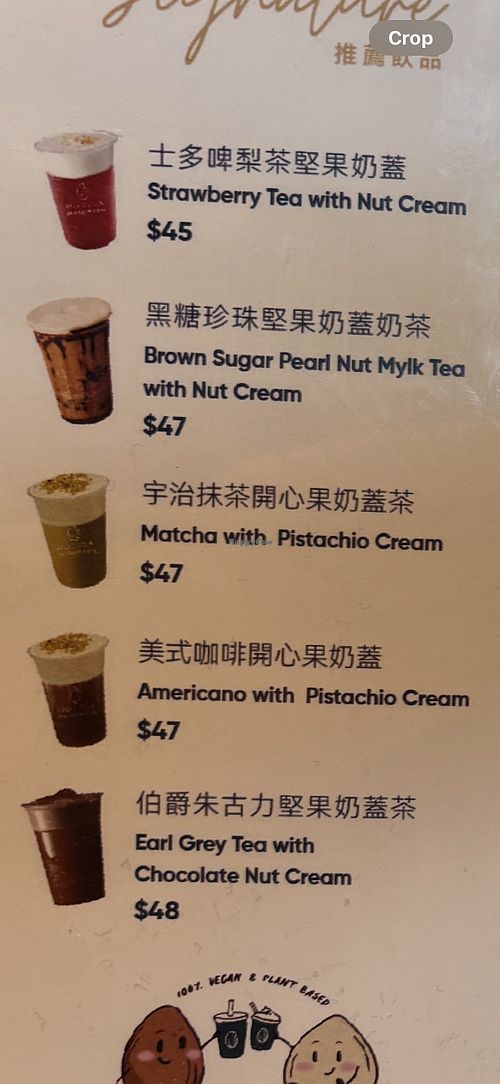 Signature
Crop
推薦飲品
士多啤梨茶堅果奶蓋
Strawberry Tea with Nut Cream
$45
黑糖珍珠堅果奶蓋奶茶
Brown Sugar Pearl Nut Mylk Tea
with Nut Cream
$47
宇治抹茶開心果奶蓋茶
Matcha with Pistachio Cream
$47
美式咖啡開心果奶蓋
Americano with Pistachio Cream
$47
伯爵朱古力堅果奶蓋茶
Earl Grey Tea with
Chocolate Nut Cream
$48
100% VEGAN & PLANT BASED